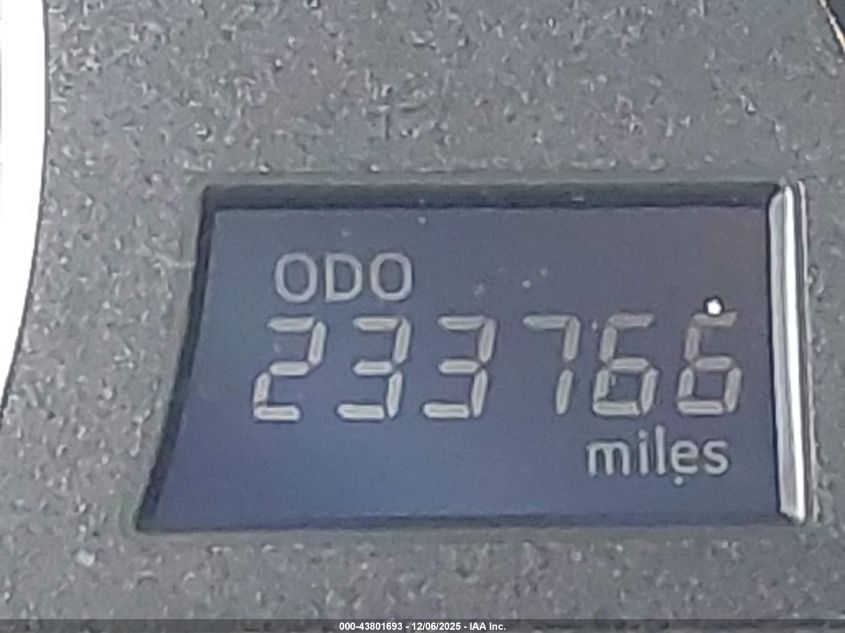 ODO
233766
miles
000-43801693 - 12/06/2025 - IAA Inc.